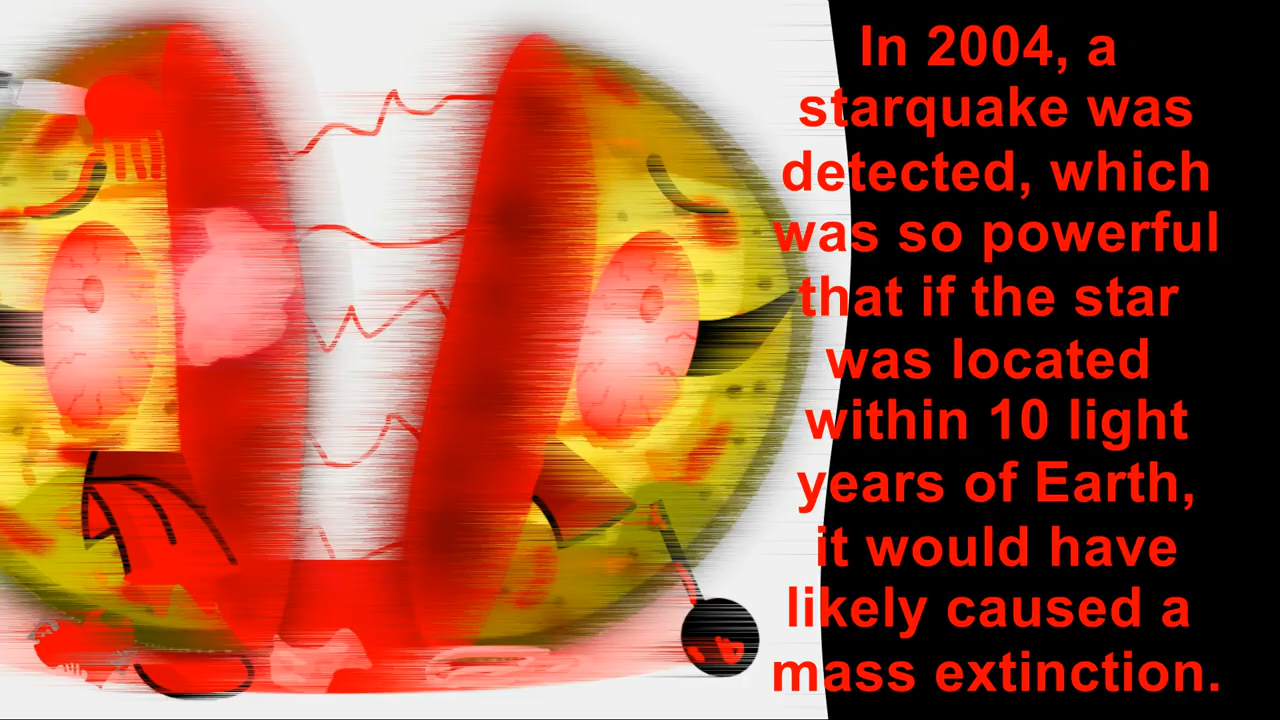 In 2004, a
starquake was
detected, which
was so powerful
that if the star
was located
within 10 light
years of Earth,
it would have
likely caused a
mass extinction.